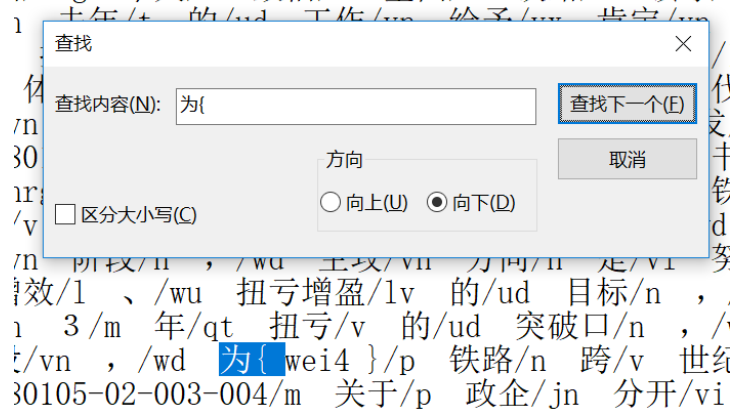 去年/t 的/ud 工作/vn 给予/vx 肯定/vn
查找
查找内容(N): 为{ 查找下一个(F)
方向 取消
区分大小写(C) 向上(U) 向下(D)
/vn 阶段/n ，/wd 主攻/vn 方向/n 是/vl
增效/l 、/wu 扭亏增盈/lv 的/ud 目标/n ，/
３/m 年/qt 扭亏/v 的/ud 突破口/n ，/
/vn ，/wd 为{ wei4 }/p 铁路/n 跨/v 世纪
80105-02-003-004/m 关于/p 政企/jn 分开/vi